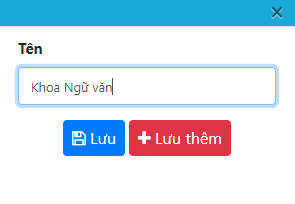 Tên
Khoa Ngữ văn
Lưu
Lưu thêm